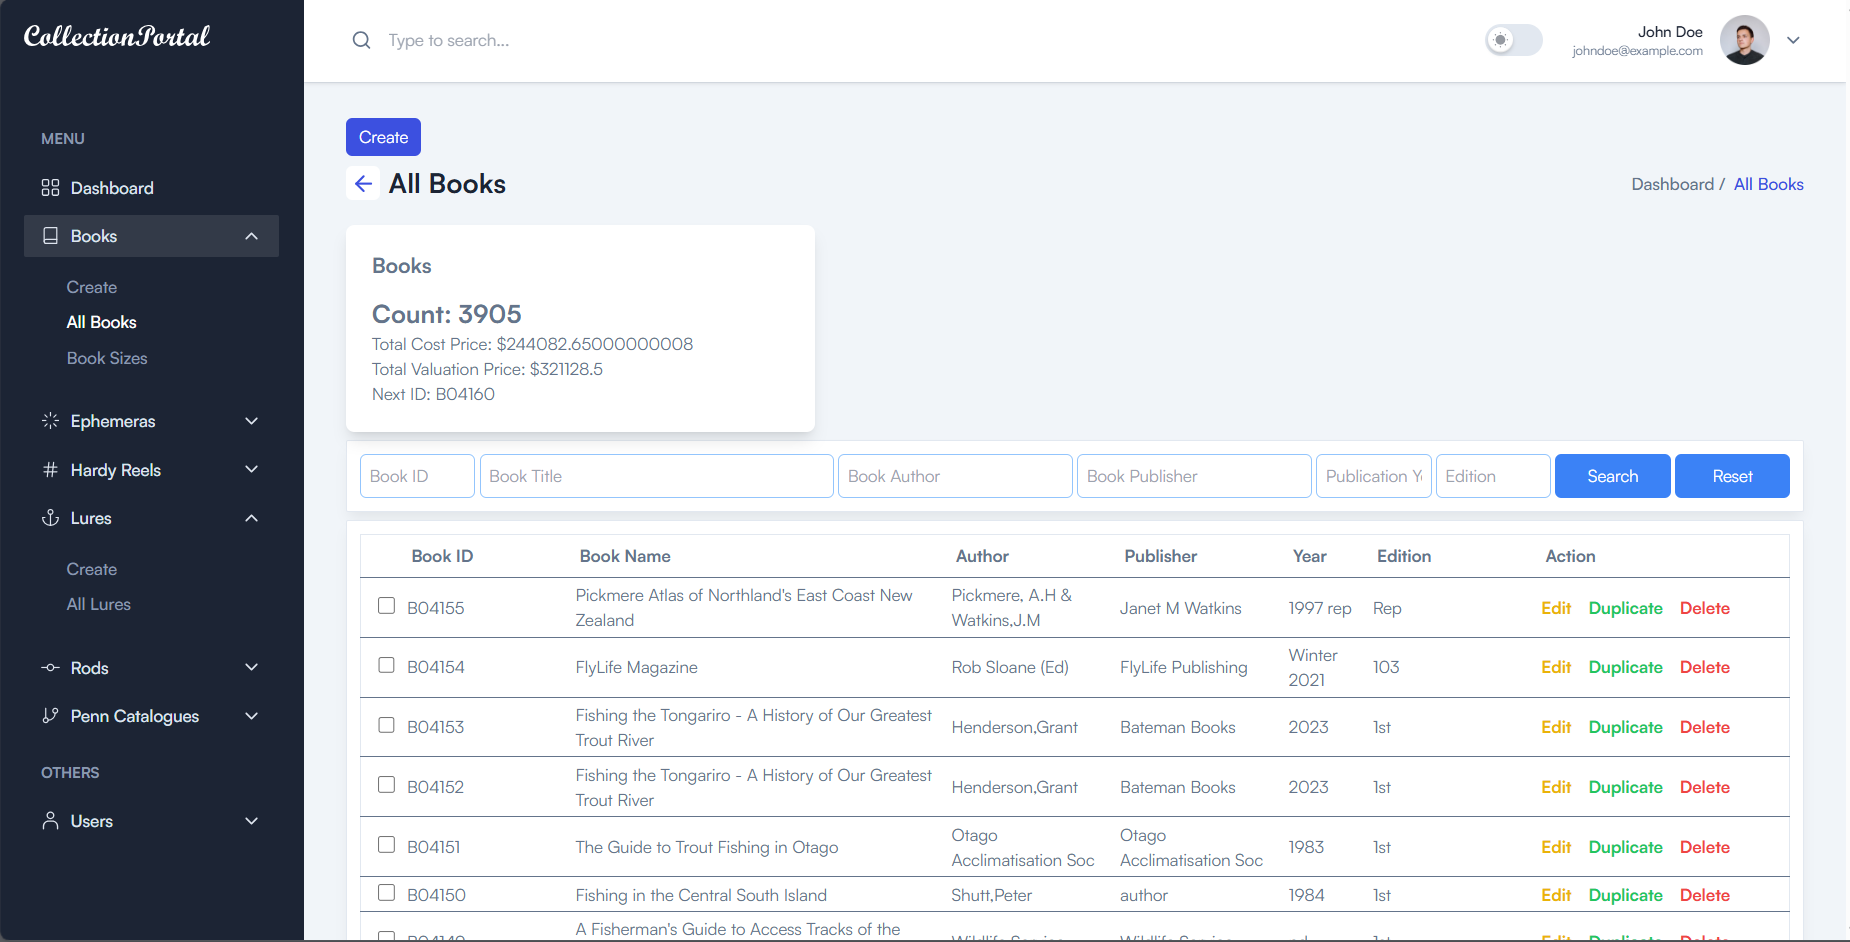 CollectionPortal
Type to search...
John Doe
johndoe@example.com
MENU
Dashboard
Books
Create
All Books
Book Sizes
Ephemeras
Hardy Reels
Lures
Create
All Lures
Rods
Penn Catalogues
OTHERS
Users
Create
All Books
Dashboard / All Books
Books
Count: 3905
Total Cost Price: $244082.65000000008
Total Valuation Price: $321128.5
Next ID: B04160
Book ID Book Title Book Author Book Publisher Publication Y Edition Search Reset
Book ID Book Name Author Publisher Year Edition Action
B04155 Pickmere Atlas of Northland's East Coast New Zealand Pickmere, A.H & Watkins,J.M Janet M Watkins 1997 rep Rep Edit Duplicate Delete
B04154 FlyLife Magazine Rob Sloane (Ed) FlyLife Publishing Winter 2021 103 Edit Duplicate Delete
B04153 Fishing the Tongariro - A History of Our Greatest Trout River Henderson,Grant Bateman Books 2023 1st Edit Duplicate Delete
B04152 Fishing the Tongariro - A History of Our Greatest Trout River Henderson,Grant Bateman Books 2023 1st Edit Duplicate Delete
B04151 The Guide to Trout Fishing in Otago Otago Acclimatisation Soc Otago Acclimatisation Soc 1983 1st Edit Duplicate Delete
B04150 Fishing in the Central South Island Shutt,Peter author 1984 1st Edit Duplicate Delete
A Fisherman's Guide to Access Tracks of the